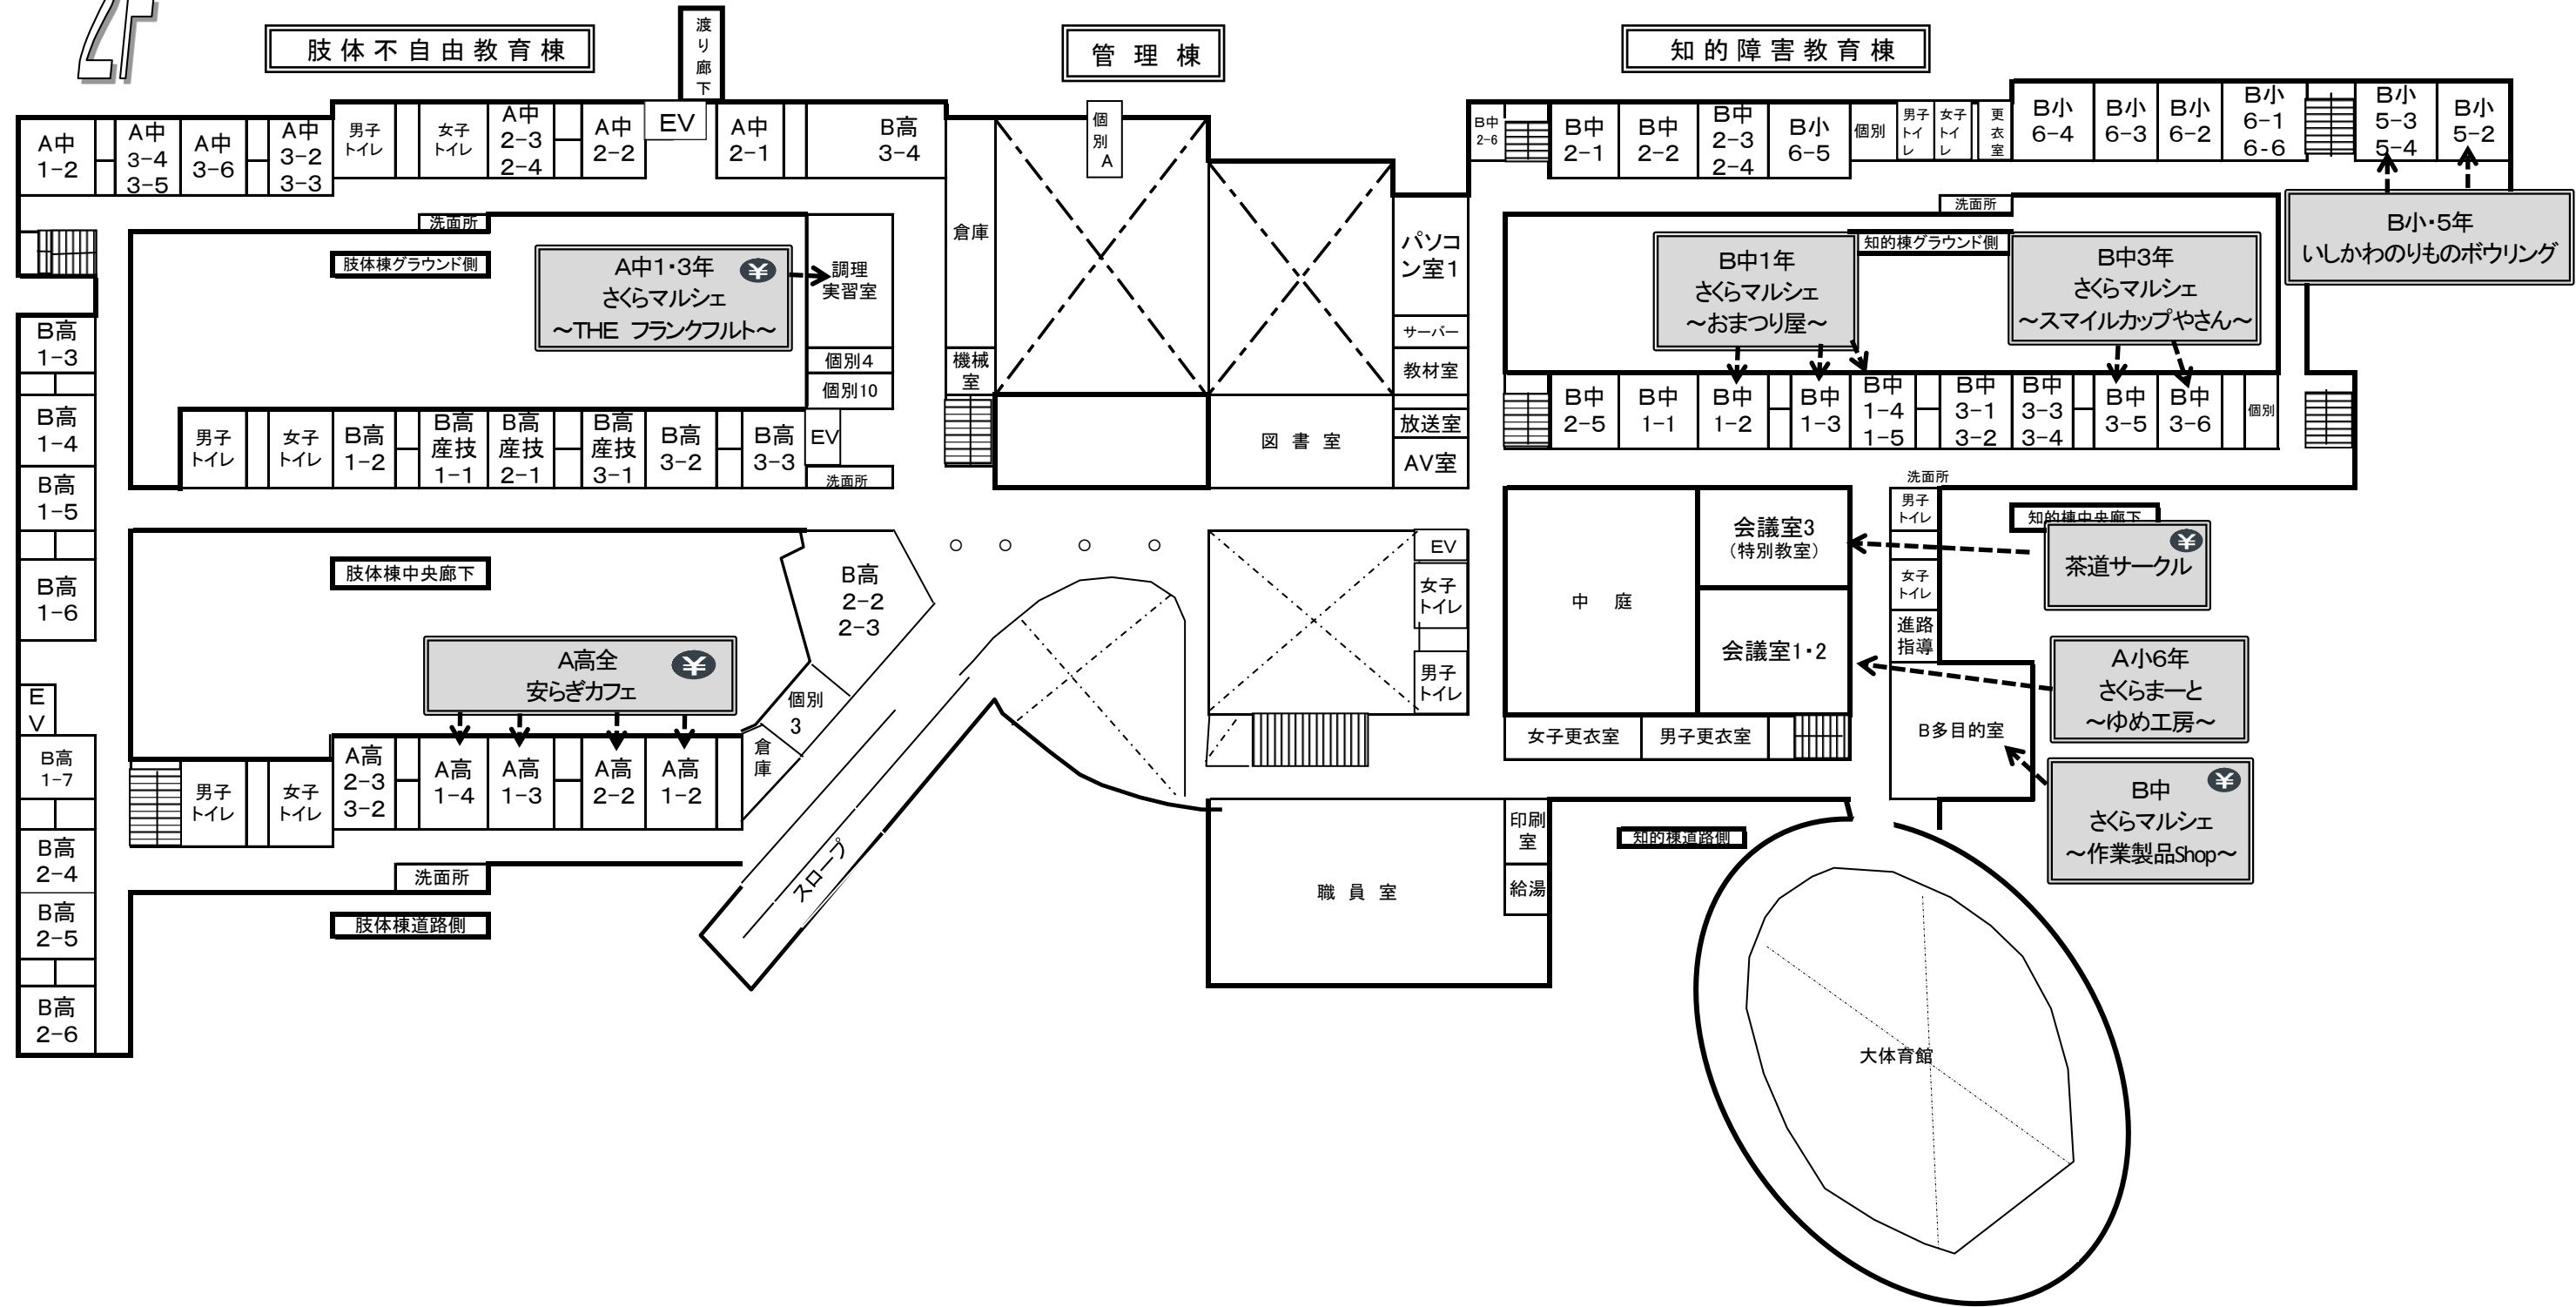 2F
肢体不自由教育棟
渡り廊下
管理棟
知的障害教育棟
A中
1-2
A中
3-4
3-5
A中
3-6
A中
3-2
3-3
男子
トイレ
女子
トイレ
A中
2-3
2-4
A中
2-2
EV
A中
2-1
B高
3-4
個別A
B中
2-6
B中
2-1
B中
2-2
B中
2-3
2-4
B小
6-5
個別
男子
トイ
レ
女子
トイ
レ
更衣室
B小
6-4
B小
6-3
B小
6-2
B小
6-1
6-6
B小
5-3
5-4
B小
5-2
洗面所
肢体棟グラウンド側
A中1・3年
さくらマルシェ
～THE フランクフルト～
¥
調理
実習室
個別4
個別10
倉庫
機械
室
パソコ
ン室1
サーバー
教材室
放送室
AV室
図書室
洗面所
知的棟グラウンド側
B中1年
さくらマルシェ
～おまつり屋～
B中3年
さくらマルシェ
～スマイルカップやさん～
B小・5年
いしかわのりものボウリング
B高
1-3
B高
1-4
B高
1-5
B高
1-6
E
V
B高
1-7
B高
2-4
B高
2-5
B高
2-6
男子
トイレ
女子
トイレ
B高
1-2
B高
産技
1-1
B高
産技
2-1
B高
産技
3-1
B高
3-2
B高
3-3
EV
洗面所
B中
2-5
B中
1-1
B中
1-2
B中
1-3
B中
1-4
1-5
B中
3-1
3-2
B中
3-3
3-4
B中
3-5
B中
3-6
個別
肢体棟中央廊下
B高
2-2
2-3
個別
3
倉
庫
A高全
安らぎカフェ
¥
男子
トイレ
女子
トイレ
A高
2-3
3-2
A高
1-4
A高
1-3
A高
2-2
A高
1-2
洗面所
肢体棟道路側
スロープ
EV
女子
トイレ
男子
トイレ
中庭
会議室3
（特別教室）
会議室1・2
女子更衣室
男子更衣室
洗面所
男子
トイレ
女子
トイレ
進路
指導
B多目的室
知的棟中央廊下
茶道サークル
¥
A小6年
さくらまーと
～ゆめ工房～
B中
さくらマルシェ
～作業製品Shop～
¥
職員室
印刷
室
給湯
知的棟道路側
大体育館